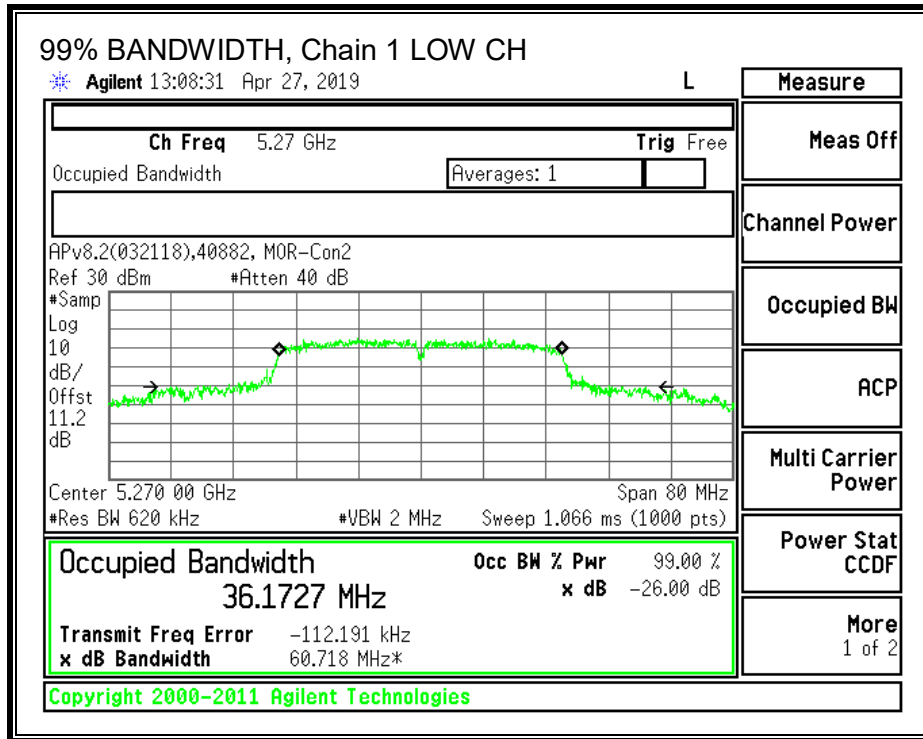 99% BANDWIDTH, Chain 1 LOW CH
Agilent 13:08:31 Apr 27, 2019 L
Ch Freq 5.27 GHz Trig Free
Occupied Bandwidth Averages: 1
APv8.2(032118),40882, MOR-Con2
Ref 30 dBm #Atten 40 dB
#Samp
Log
10
dB/
Offst
11.2
dB
Center 5.270 00 GHz Span 80 MHz
#Res BW 620 kHz #VBW 2 MHz Sweep 1.066 ms (1000 pts)
Occupied Bandwidth Occ BW % Pwr 99.00 %
36.1727 MHz x dB -26.00 dB
Transmit Freq Error -112.191 kHz
x dB Bandwidth 60.718 MHz*
Copyright 2000-2011 Agilent Technologies
Measure
Meas Off
Channel Power
Occupied BW
ACP
Multi Carrier
Power
Power Stat
CCDF
More
1 of 2